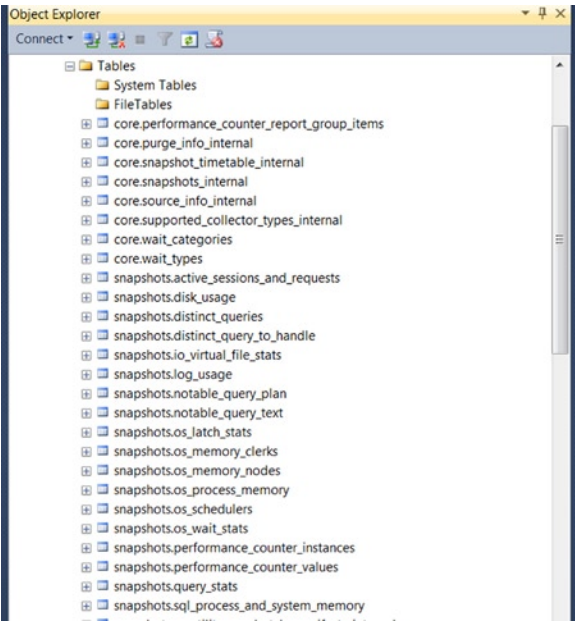 Object Explorer
Connect
Tables
System Tables
FileTables
core.performance_counter_report_group_items
core.purge_info_internal
core.snapshot_timetable_internal
core.snapshots_internal
core.source_info_internal
core.supported_collector_types_internal
core.wait_categories
core.wait_types
snapshots.active_sessions_and_requests
snapshots.disk_usage
snapshots.distinct_queries
snapshots.distinct_query_to_handle
snapshots.io_virtual_file_stats
snapshots.log_usage
snapshots.notable_query_plan
snapshots.notable_query_text
snapshots.os_latch_stats
snapshots.os_memory_clerks
snapshots.os_memory_nodes
snapshots.os_process_memory
snapshots.os_schedulers
snapshots.os_wait_stats
snapshots.performance_counter_instances
snapshots.performance_counter_values
snapshots.query_stats
snapshots.sql_process_and_system_memory